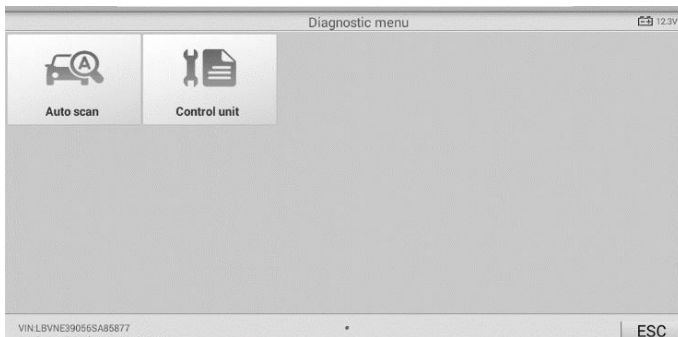 Diagnostic menu
12.3V
A
Auto scan
Control unit
VIN:LBVNE39056SA85877
ESC